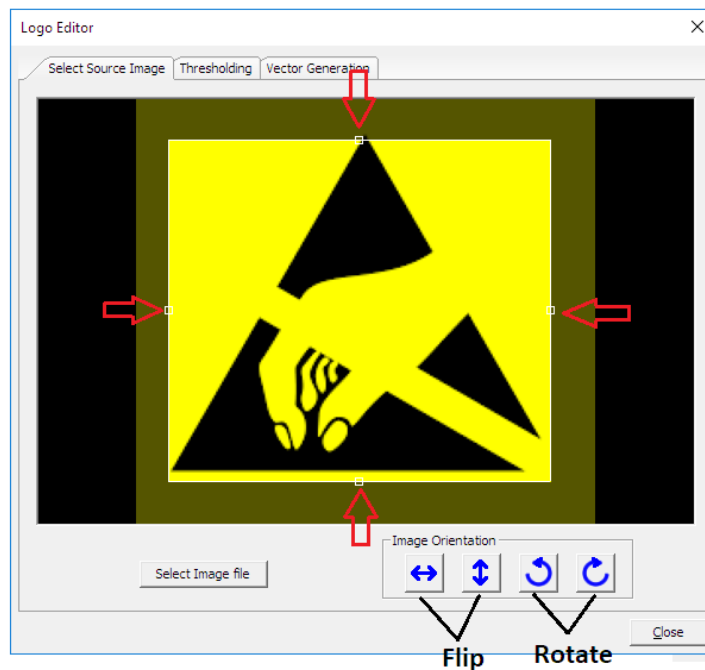 Logo Editor
Select Source Image Thresholding Vector Generation
Image Orientation
Select Image file
Close
Flip Rotate